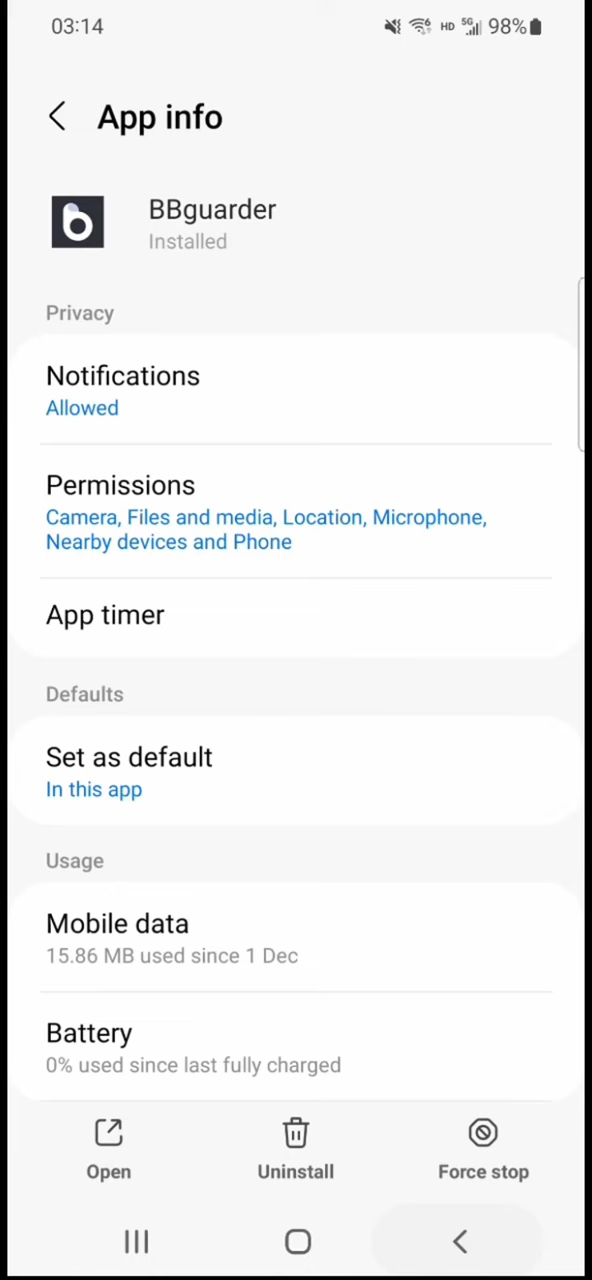 03:14 HD 5G 98%
App info
BBguarder
Installed
Privacy
Notifications
Allowed
Permissions
Camera, Files and media, Location, Microphone,
Nearby devices and Phone
App timer
Defaults
Set as default
In this app
Usage
Mobile data
15.86 MB used since 1 Dec
Battery
0% used since last fully charged
Open Uninstall Force stop